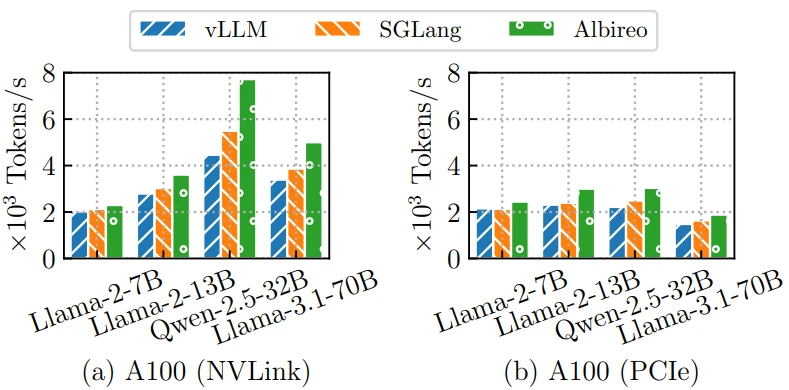 vLLM SGLang Albireo
×10³ Tokens/s
8
6
4
2
0
Llama-2-7B
Llama-2-13B
Qwen-2.5-32B
Llama-3.1-70B
(a) A100 (NVLink)
×10³ Tokens/s
8
6
4
2
0
Llama-2-7B
Llama-2-13B
Qwen-2.5-32B
Llama-3.1-70B
(b) A100 (PCIe)